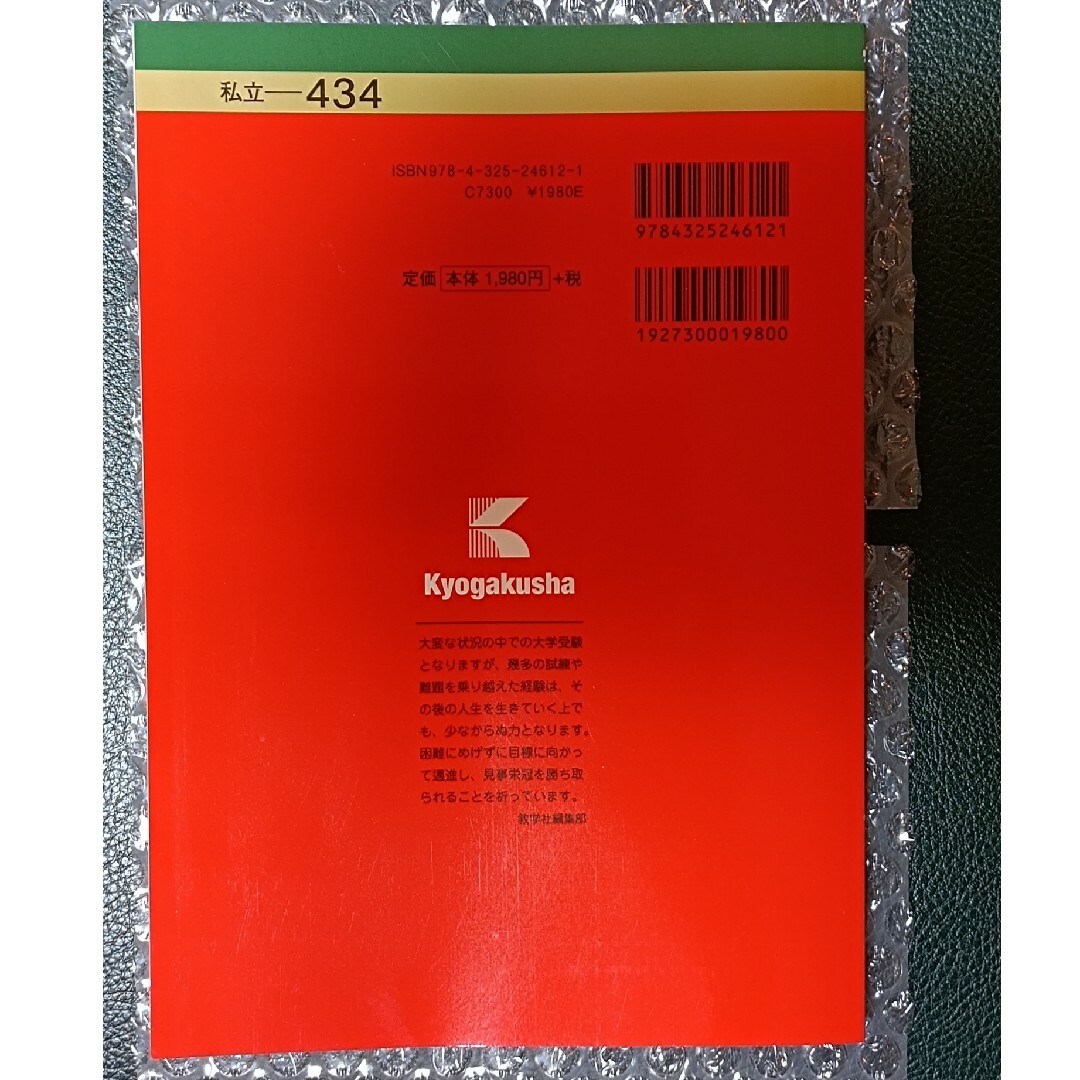 私立―434
ISBN978-4-325-24612-1
C7300 ¥1980E
9784325246121
定価 本体 1,980円 +税
1927300019800
Kyogakusha
大変な状況の中での大学受験
となりますが、幾多の試練や
難題を乗り越えた経験は、そ
の後の人生を生きていく上で
も、少なからぬ力となります。
困難にめげずに目標に向かっ
て邁進し、見事栄冠を勝ち取
られることを祈っています。
教学社編集部